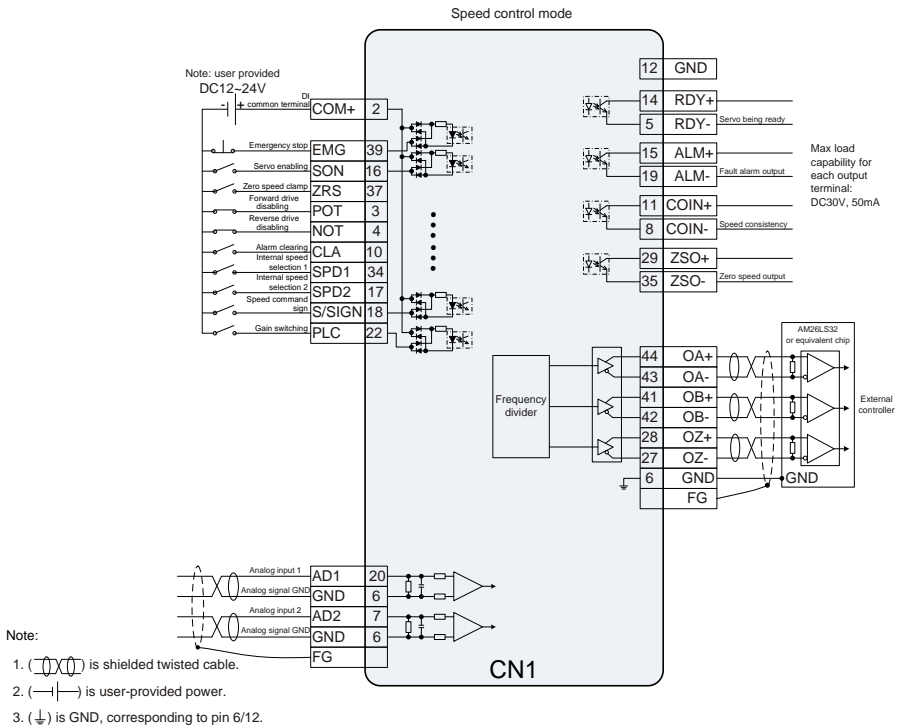 Speed control mode
Note: user provided
DC12~24V
- +
DI
common terminal
COM+ 2
Emergency stop EMG 39
Servo enabling SON 16
Zero speed clamp ZRS 37
Forward drive
disabling POT 3
Reverse drive
disabling NOT 4
Alarm clearing CLA 10
Internal speed
selection 1 SPD1 34
Internal speed
selection 2 SPD2 17
Speed command
sign S/SIGN 18
Gain switching PLC 22
12 GND
14 RDY+
5 RDY- Servo being ready
15 ALM+
19 ALM- Fault alarm output
11 COIN+
8 COIN- Speed consistency
29 ZSO+
35 ZSO- Zero speed output
Max load
capability for
each output
terminal:
DC30V, 50mA
Frequency
divider
44 OA+
43 OA-
41 OB+
42 OB-
28 OZ+
27 OZ-
6 GND
FG
AM26LS32
or equivalent chip
GND
External
controller
Analog input 1 AD1 20
Analog signal GND GND 6
Analog input 2 AD2 7
Analog signal GND GND 6
FG
CN1
Note:
1. ( ) is shielded twisted cable.
2. ( ) is user-provided power.
3. ( ) is GND, corresponding to pin 6/12.